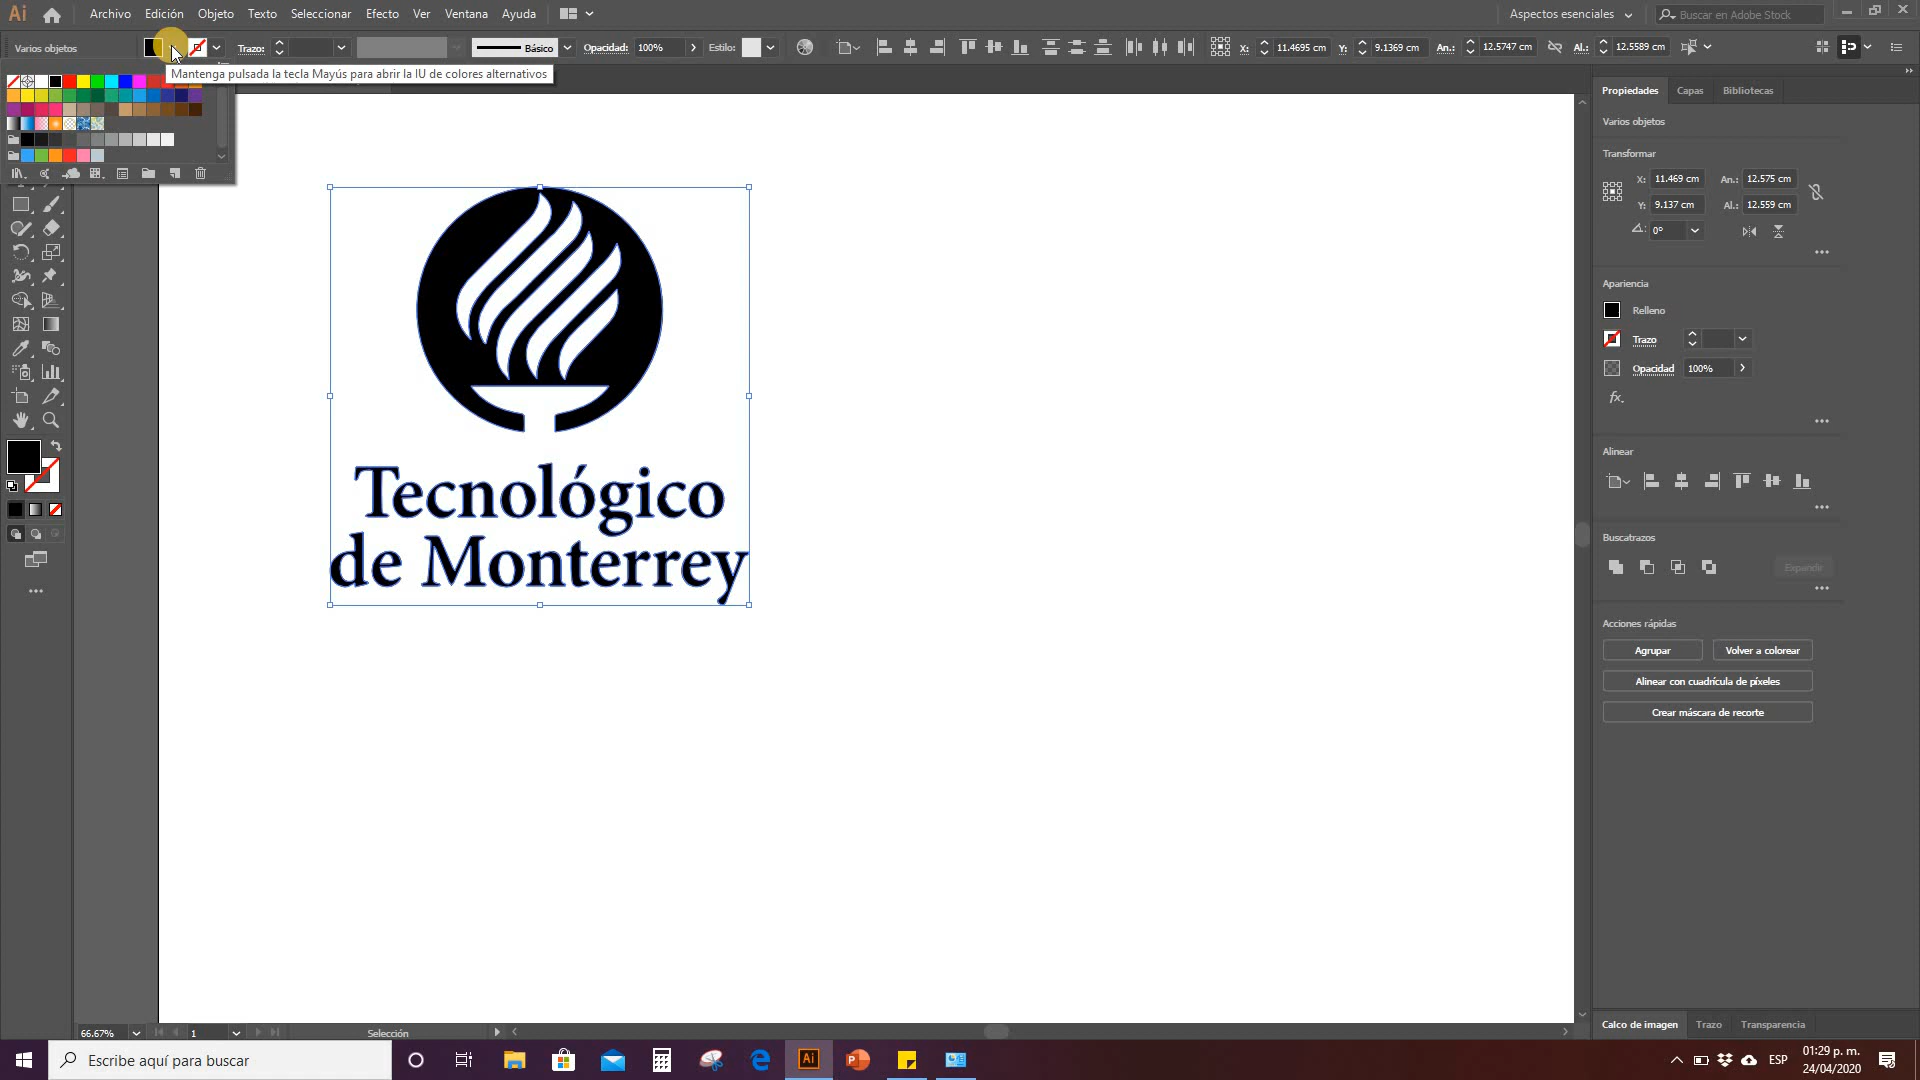 Ai Archivo Edición Objeto Texto Seleccionar Efecto Ver Ventana Ayuda Aspectos esenciales Buscar en Adobe Stock
Varios objetos Trazo: Básico Opacidad: 100% Estilo: X: 11.4695 cm Y: 9.1369 cm An.: 12.5747 cm Al.: 12.5589 cm
Mantenga pulsada la tecla Mayús para abrir la IU de colores alternativos
Propiedades Capas Bibliotecas
Varios objetos
Transformar
X: 11.469 cm An.: 12.575 cm
Y: 9.137 cm Al.: 12.559 cm
0°
Apariencia
Relleno
Trazo
Opacidad 100%
fx.
Alinear
Buscatrazos
Expandir
Acciones rápidas
Agrupar Volver a colorear
Alinear con cuadrícula de píxeles
Crear máscara de recorte
Tecnológico
de Monterrey
66.67% 1 Selección
Calco de imagen Trazo Transparencia
Escribe aquí para buscar
Ai
ESP
01:29 p. m.
24/04/2020